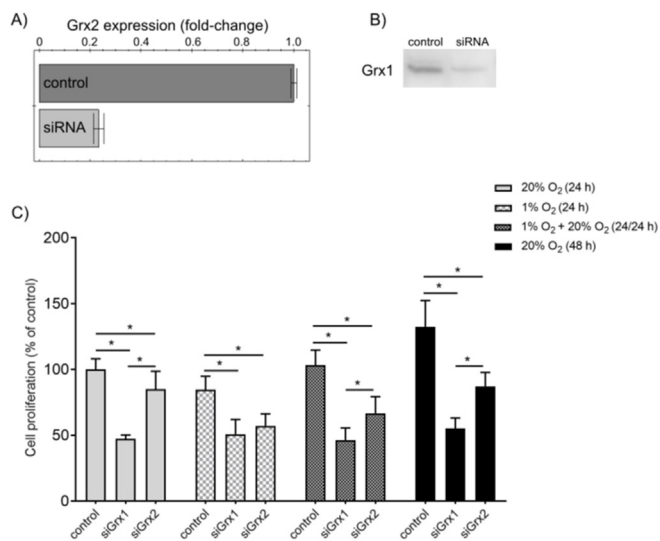 A)
Grx2 expression (fold-change)
0 0.2 0.4 0.6 0.8 1.0
control
siRNA
B)
control siRNA
Grx1
20% O₂ (24 h)
1% O₂ (24 h)
1% O₂ + 20% O₂ (24/24 h)
20% O₂ (48 h)
C)
Cell proliferation (% of control)
200
150
100
50
0
* * *
* *
* * *
* * *
control siGrx1 siGrx2 control siGrx1 siGrx2 control siGrx1 siGrx2 control siGrx1 siGrx2